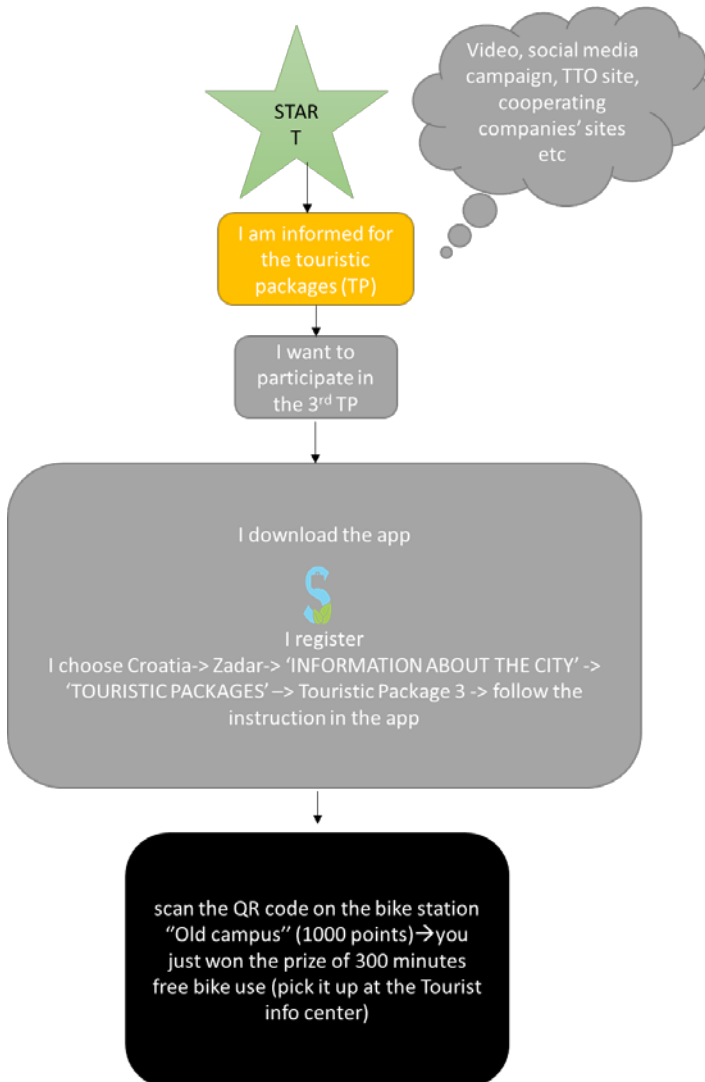 Video, social media
campaign, TTO site,
cooperating
companies' sites
etc
STAR
T
I am informed for
the touristic
packages (TP)
I want to
participate in
the 3rd TP
I download the app
S
I register
I choose Croatia-> Zadar-> ‘INFORMATION ABOUT THE CITY’ ->
‘TOURISTIC PACKAGES’ –> Touristic Package 3 -> follow the
instruction in the app
scan the QR code on the bike station
“Old campus” (1000 points)→you
just won the prize of 300 minutes
free bike use (pick it up at the Tourist
info center)